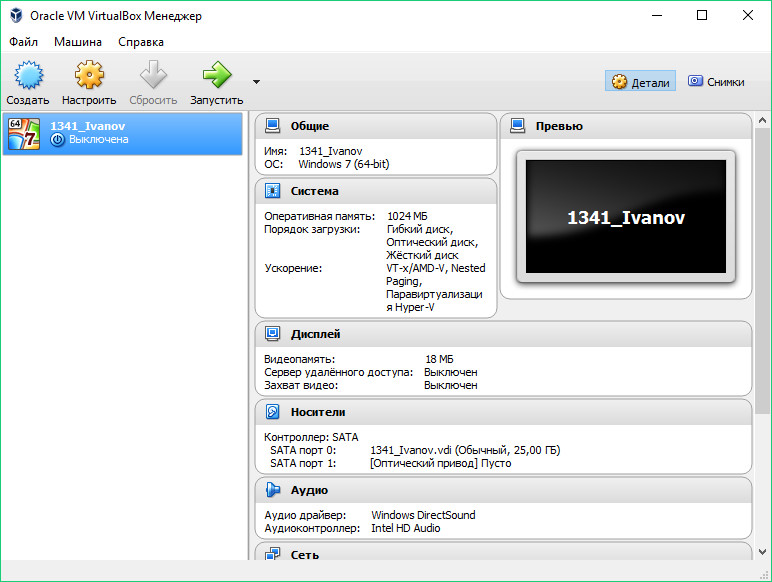 Oracle VM VirtualBox Менеджер
Файл Машина Справка
Создать Настроить Сбросить Запустить Детали Снимки
64 7 1341_Ivanov
Выключена
Общие
Имя: 1341_Ivanov
ОС: Windows 7 (64-bit)
Превью
1341_Ivanov
Система
Оперативная память: 1024 МБ
Порядок загрузки: Гибкий диск,
Оптический диск,
Жёсткий диск
Ускорение: VT-x/AMD-V, Nested
Paging,
Паравиртуализаци
я Hyper-V
Дисплей
Видеопамять: 18 МБ
Сервер удалённого доступа: Выключен
Захват видео: Выключен
Носители
Контроллер: SATA
SATA порт 0: 1341_Ivanov.vdi (Обычный, 25,00 ГБ)
SATA порт 1: [Оптический привод] Пусто
Аудио
Аудио драйвер: Windows DirectSound
Аудиоконтроллер: Intel HD Audio
Сеть